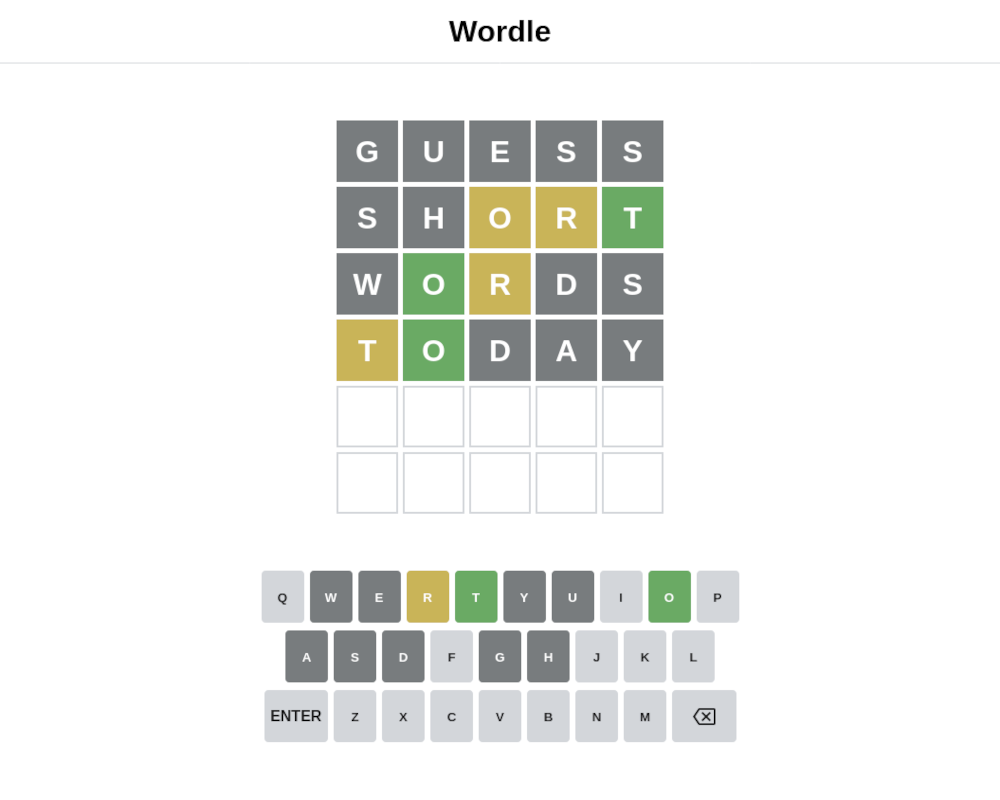 Wordle
G U E S S
S H O R T
W O R D S
T O D A Y
Q W E R T Y U I O P
A S D F G H J K L
ENTER Z X C V B N M